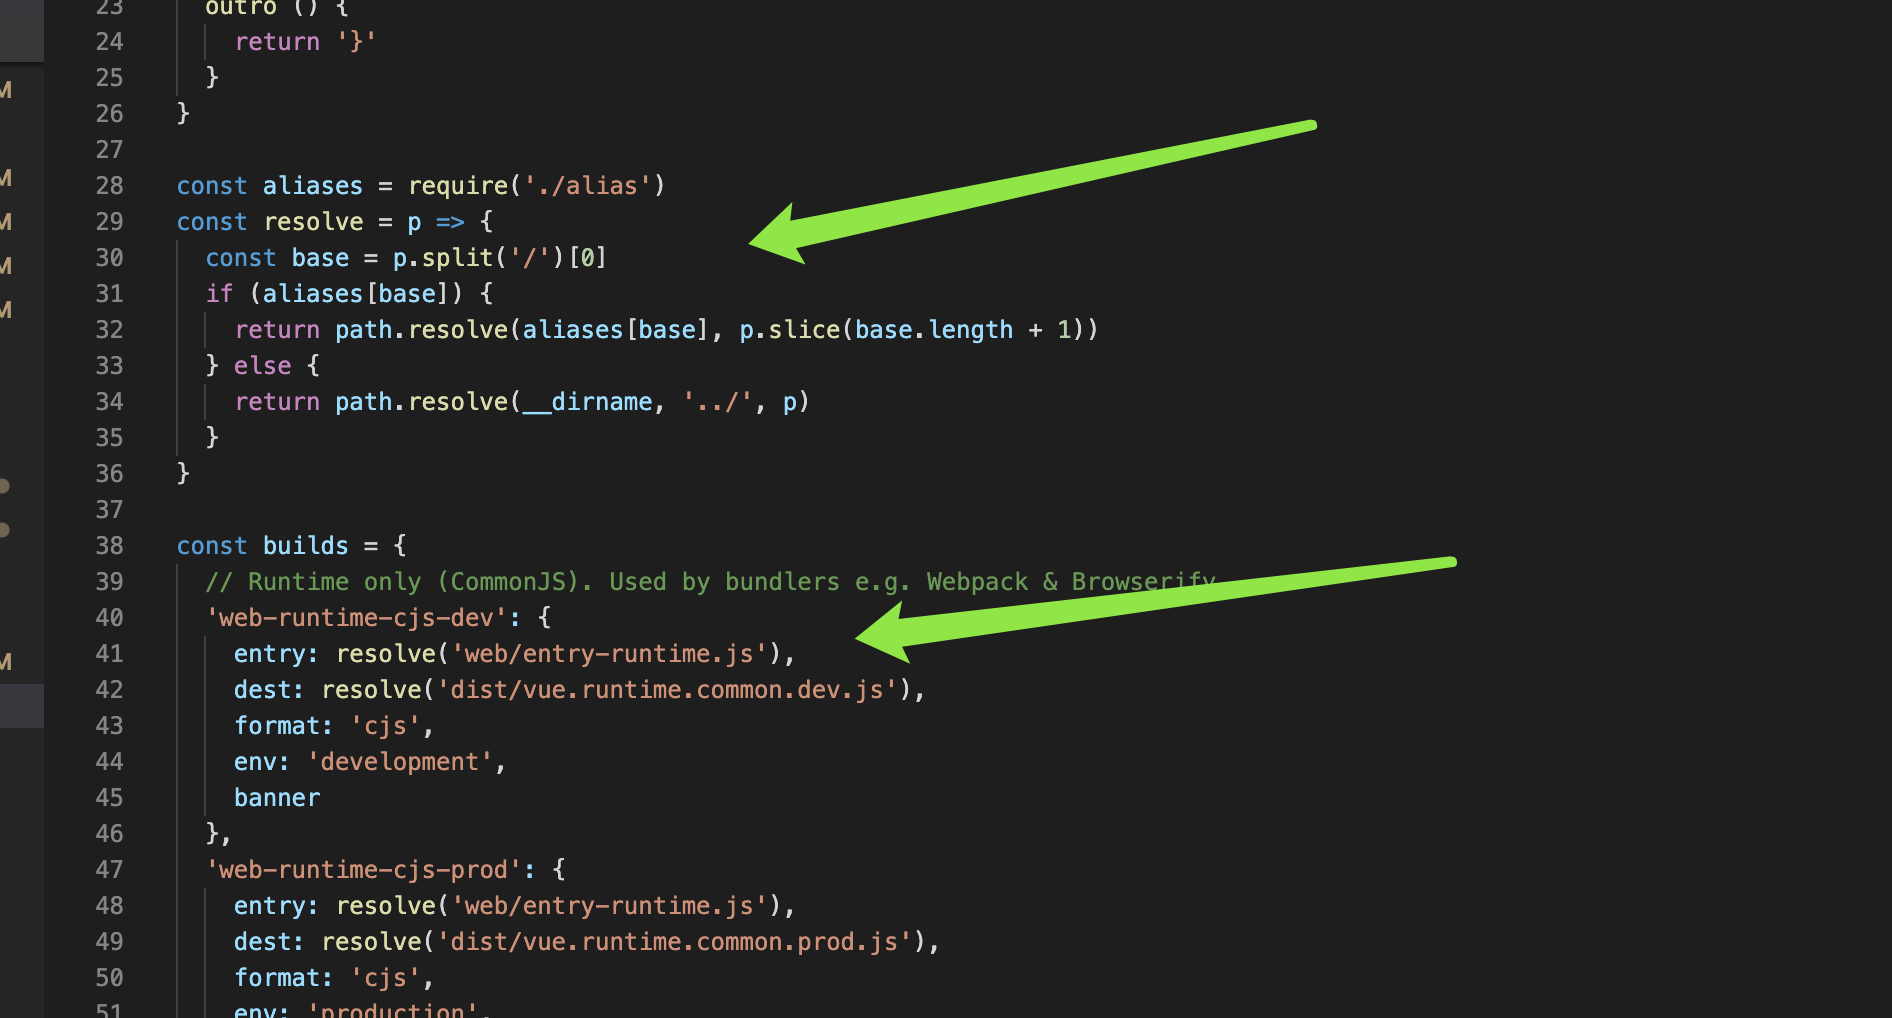 23 outro () {
24 return '}'
25 }
26 }
27
28 const aliases = require('./alias')
29 const resolve = p => {
30 const base = p.split('/')[0]
31 if (aliases[base]) {
32 return path.resolve(aliases[base], p.slice(base.length + 1))
33 } else {
34 return path.resolve(__dirname, '../', p)
35 }
36 }
37
38 const builds = {
39 // Runtime only (CommonJS). Used by bundlers e.g. Webpack & Browserify
40 'web-runtime-cjs-dev': {
41 entry: resolve('web/entry-runtime.js'),
42 dest: resolve('dist/vue.runtime.common.dev.js'),
43 format: 'cjs',
44 env: 'development',
45 banner
46 },
47 'web-runtime-cjs-prod': {
48 entry: resolve('web/entry-runtime.js'),
49 dest: resolve('dist/vue.runtime.common.prod.js'),
50 format: 'cjs',
51 env: 'production',
M
M
M
M
M
M